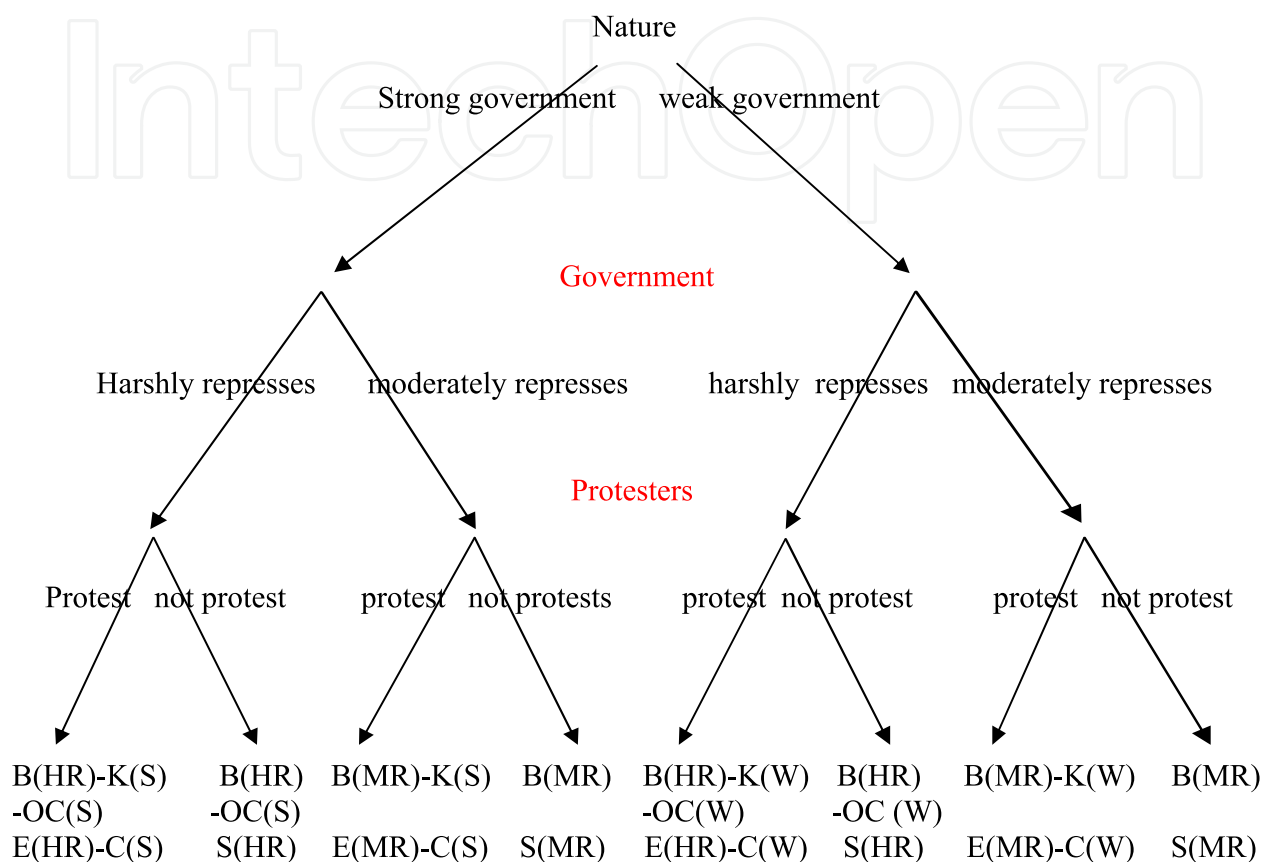 IntechOpen
Nature
Strong government weak government
Government
Harshly represses moderately represses harshly represses moderately represses
Protesters
Protest not protest protest not protests protest not protest protest not protest
B(HR)-K(S) B(HR) B(MR)-K(S) B(MR) B(HR)-K(W) B(HR) B(MR)-K(W) B(MR)
-OC(S) -OC(S) -OC(W) -OC (W)
E(HR)-C(S) S(HR) E(MR)-C(S) S(MR) E(HR)-C(W) S(HR) E(MR)-C(W) S(MR)